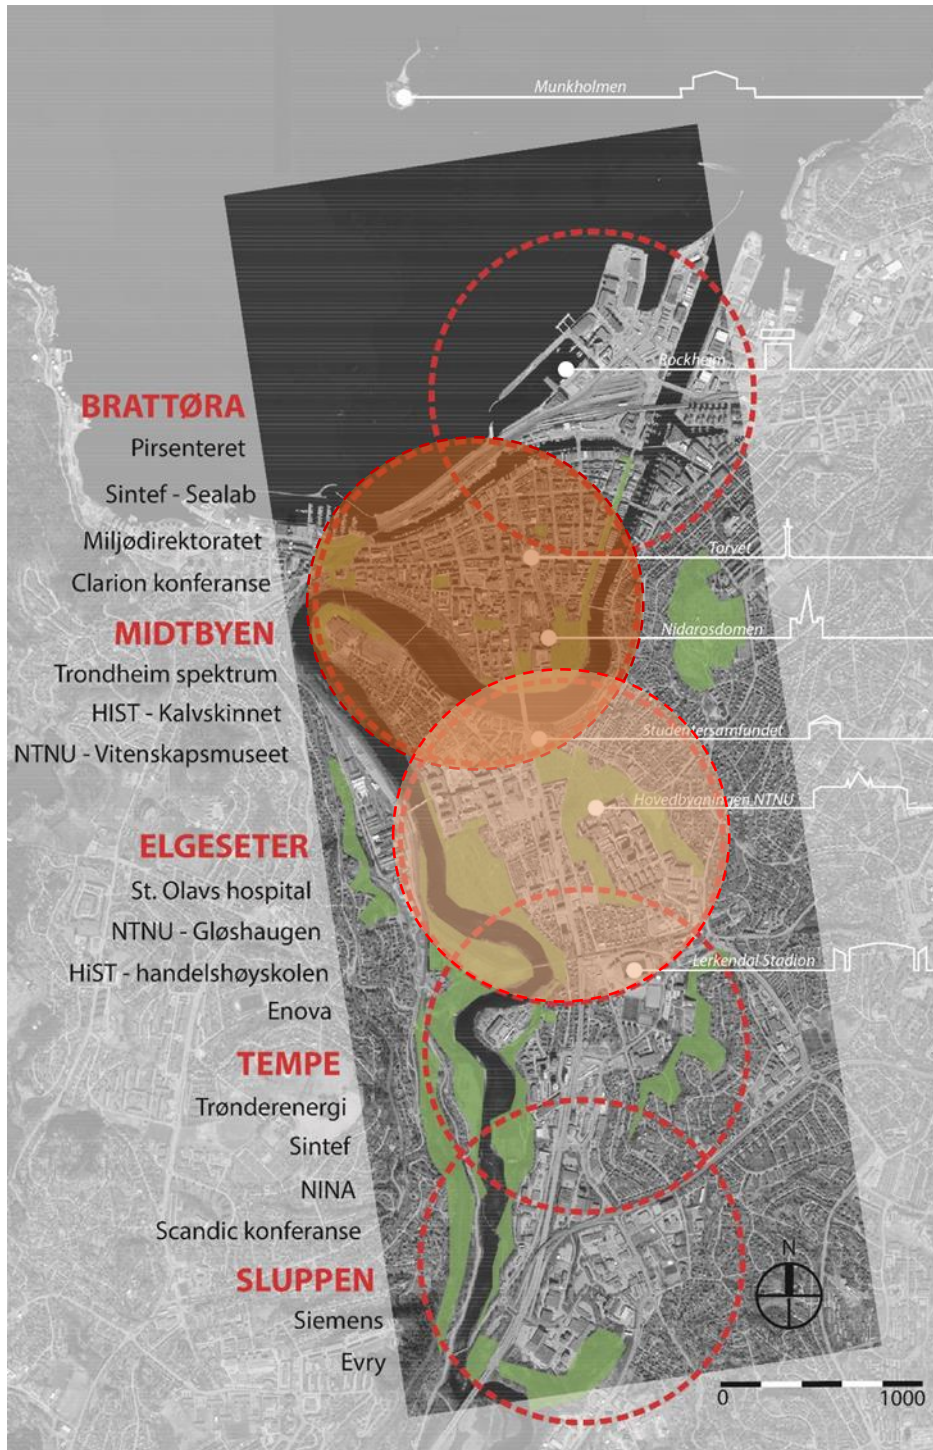 Munkholmen
Rockheim
BRATTØRA
Pirsenteret
Sintef - Sealab
Miljødirektoratet
Torvet
Clarion konferanse
MIDTBYEN
Nidarosdomen
Trondheim spektrum
HIST - Kalvskinnet
Studentersamfundet
NTNU - Vitenskapsmuseet
Hovedbygningen NTNU
ELGESETER
St. Olavs hospital
NTNU - Gløshaugen
HiST - handelshøyskolen
Lerkendal Stadion
Enova
TEMPE
Trønderenergi
Sintef
NINA
Scandic konferanse
N
SLUPPEN
Siemens
Evry
0 1000